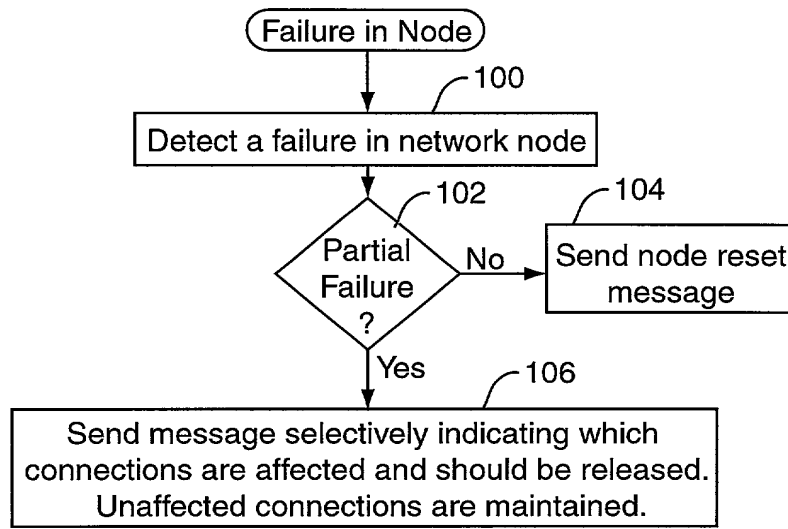 Failure in Node
100
Detect a failure in network node
102
104
Partial
Failure
?
No
Send node reset
message
Yes
106
Send message selectively indicating which
connections are affected and should be released.
Unaffected connections are maintained.